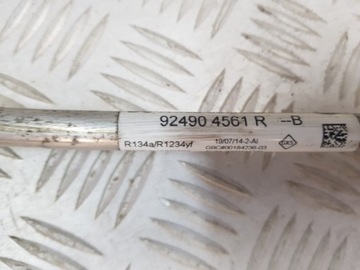 92490 4561 R --B
R134a/R1234yf 19/07/14-2-AI